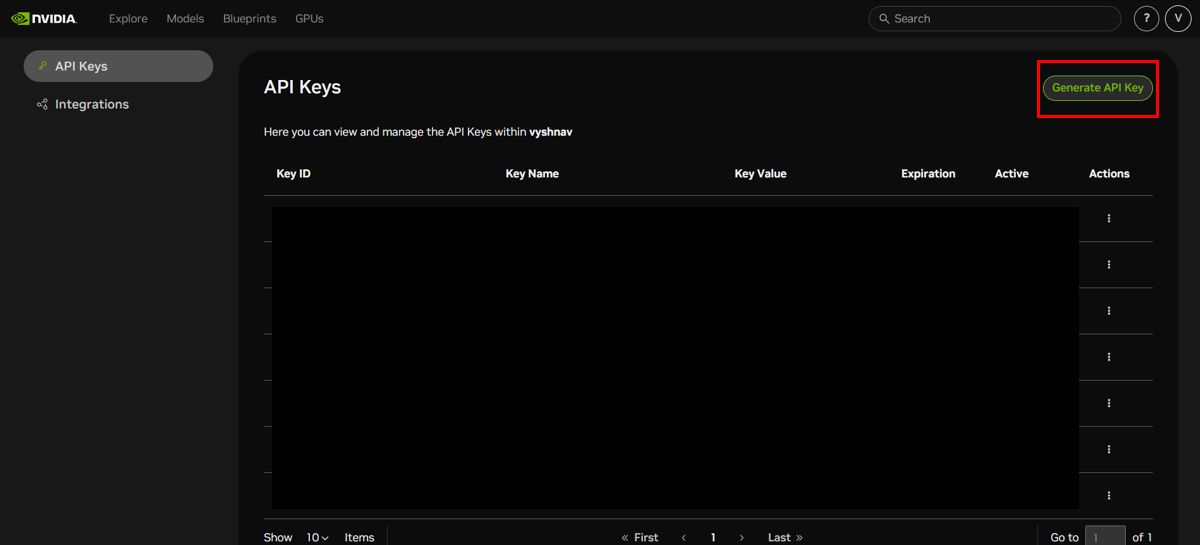 NVIDIA. Explore Models Blueprints GPUs Search ? V
API Keys
Integrations
API Keys
Generate API Key
Here you can view and manage the API Keys within vyshnav
Key ID Key Name Key Value Expiration Active Actions
Show 10 Items « First ‹ 1 › Last » Go to 1 of 1